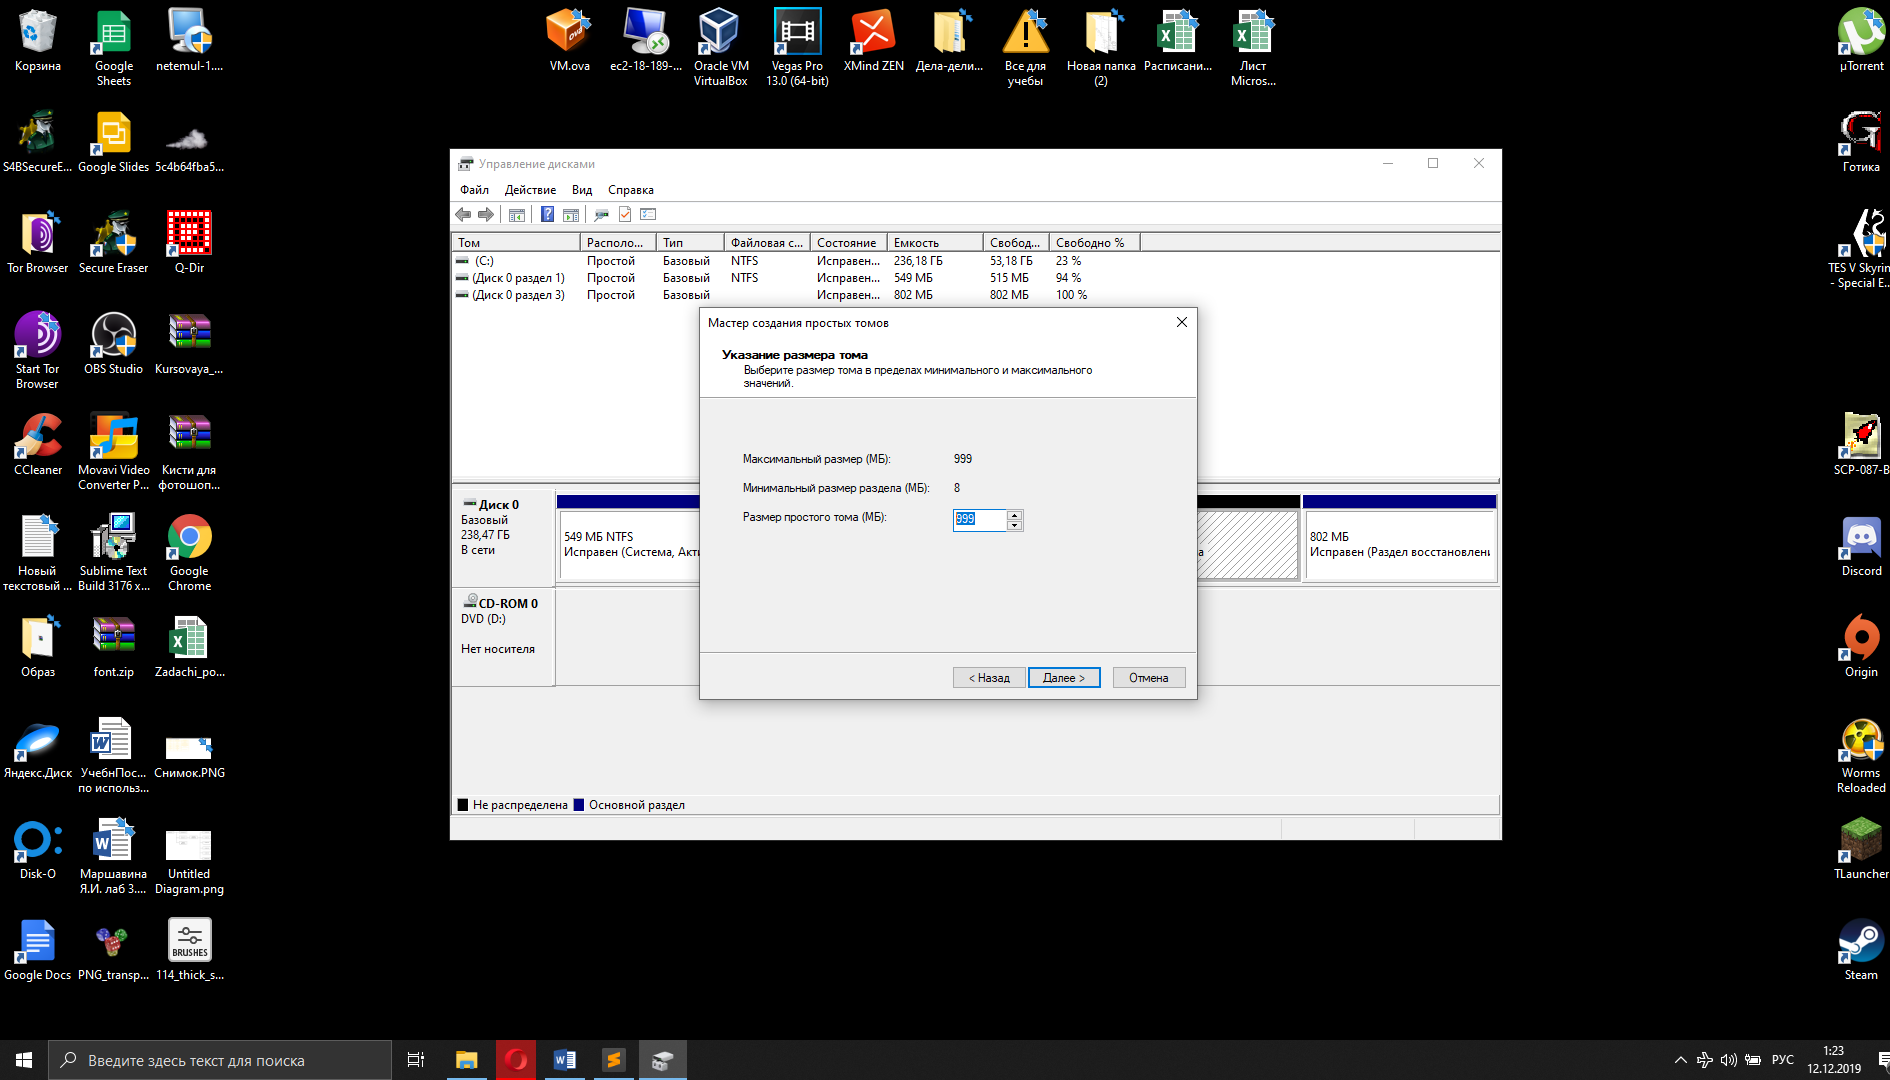 Корзина
Google Sheets
netemul-1....
VM.ova
ec2-18-189-...
Oracle VM VirtualBox
Vegas Pro 13.0 (64-bit)
XMind ZEN
Дела-дели...
Все для учебы
Новая папка (2)
Расписани...
Лист Micros...
µTorrent
S4BSecureE...
Google Slides
5c4b64fba5...
Готика
Tor Browser
Secure Eraser
Q-Dir
TES V Skyrin - Special E...
Start Tor Browser
OBS Studio
Kursovaya_...
CCleaner
Movavi Video Converter P...
Кисти для фотошоп...
SCP-087-B
Новый текстовый ...
Sublime Text Build 3176 x...
Google Chrome
Discord
Образ
font.zip
Zadachi_po...
Origin
Яндекс.Диск
УчебнПос... по использ...
Снимок.PNG
Worms Reloaded
Disk-O
Маршавина Я.И. лаб 3....
Untitled Diagram.png
TLauncher
Google Docs
PNG_transp...
BRUSHES
114_thick_s...
Steam
Управление дисками
Файл Действие Вид Справка
Том Располо... Тип Файловая с... Состояние Емкость Свобод... Свободно %
(C:) Простой Базовый NTFS Исправен... 236,18 ГБ 53,18 ГБ 23 %
(Диск 0 раздел 1) Простой Базовый NTFS Исправен... 549 МБ 515 МБ 94 %
(Диск 0 раздел 3) Простой Базовый Исправен... 802 МБ 802 МБ 100 %
Мастер создания простых томов
Указание размера тома
Выберите размер тома в пределах минимального и максимального
значений.
Максимальный размер (МБ): 999
Минимальный размер раздела (МБ): 8
Размер простого тома (МБ): 999
< Назад Далее > Отмена
Диск 0
Базовый
238,47 ГБ
В сети
549 МБ NTFS
Исправен (Система, Акти
а
802 МБ
Исправен (Раздел восстановлени
CD-ROM 0
DVD (D:)
Нет носителя
Не распределена Основной раздел
Введите здесь текст для поиска
РУС
1:23
12.12.2019